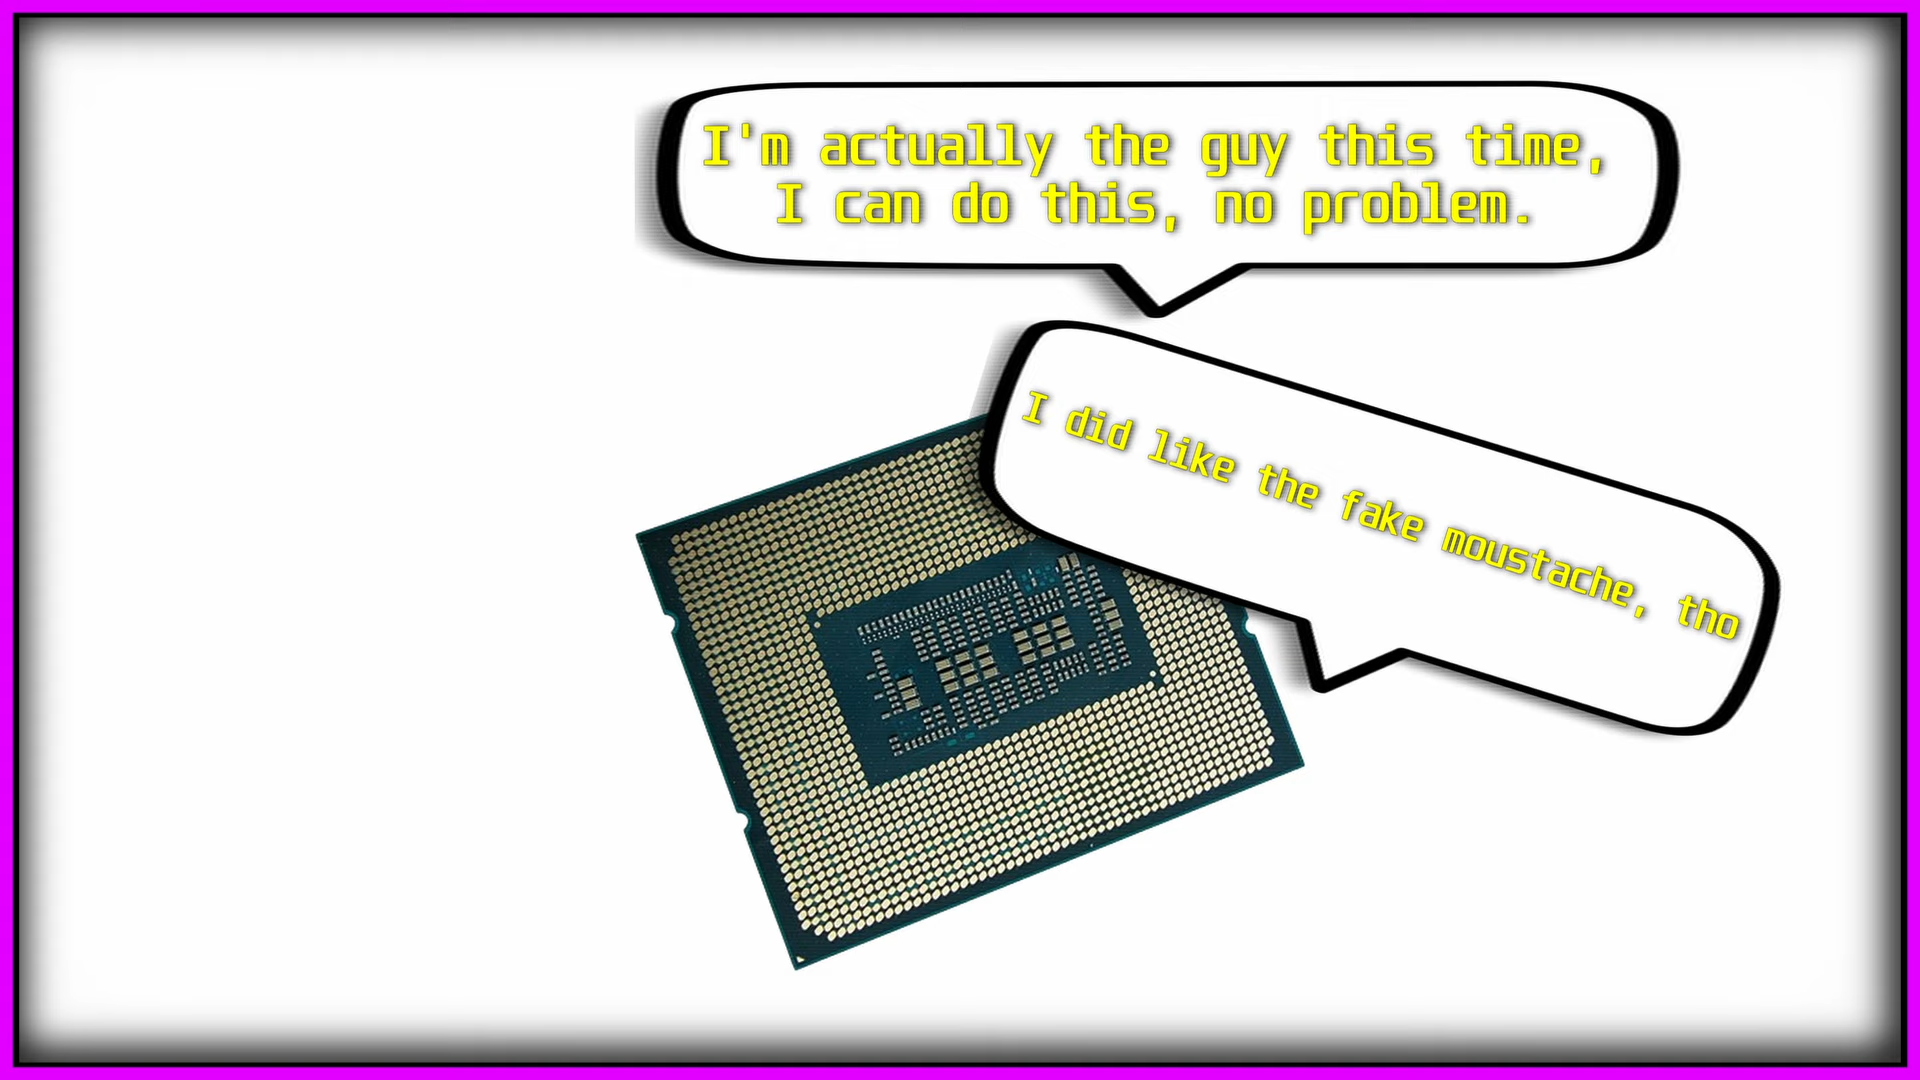 I'm actually the guy this time,
I can do this, no problem.
I did like the fake moustache, tho